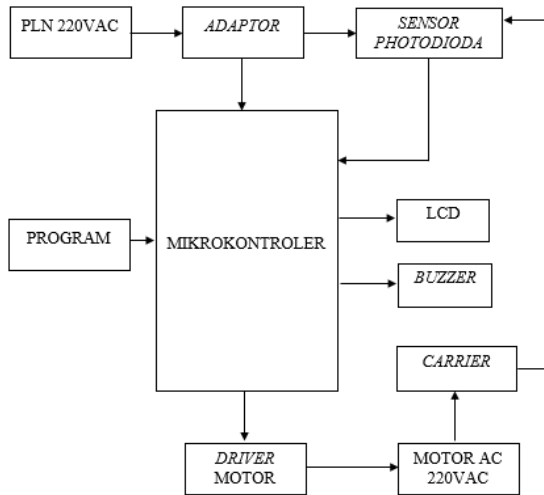 PLN 220VAC
ADAPTOR
SENSOR
PHOTODIODA
PROGRAM
MIKROKONTROLER
LCD
BUZZER
CARRIER
DRIVER
MOTOR
MOTOR AC
220VAC